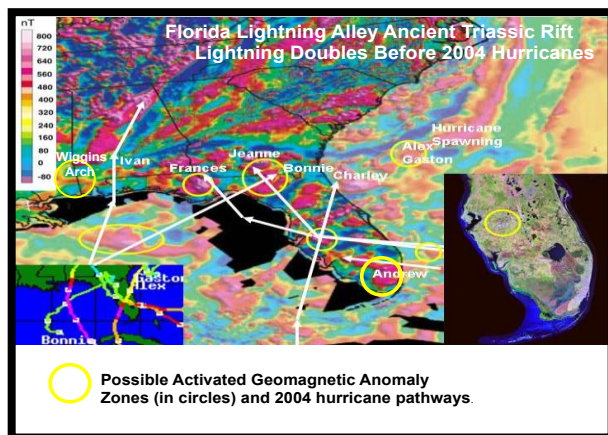 Florida Lightning Alley Ancient Triassic Rift
Lightning Doubles Before 2004 Hurricanes
nT
800
720
640
560
480
400
320
240
160
80
0
-80
Wiggins
Arch
Ivan
Frances
Jeanne
Bonnie
Charley
Hurricane
Spawning
Alex
Gaston
Andrew
Gaston
Alex
Bonnie
Possible Activated Geomagnetic Anomaly
Zones (in circles) and 2004 hurricane pathways.